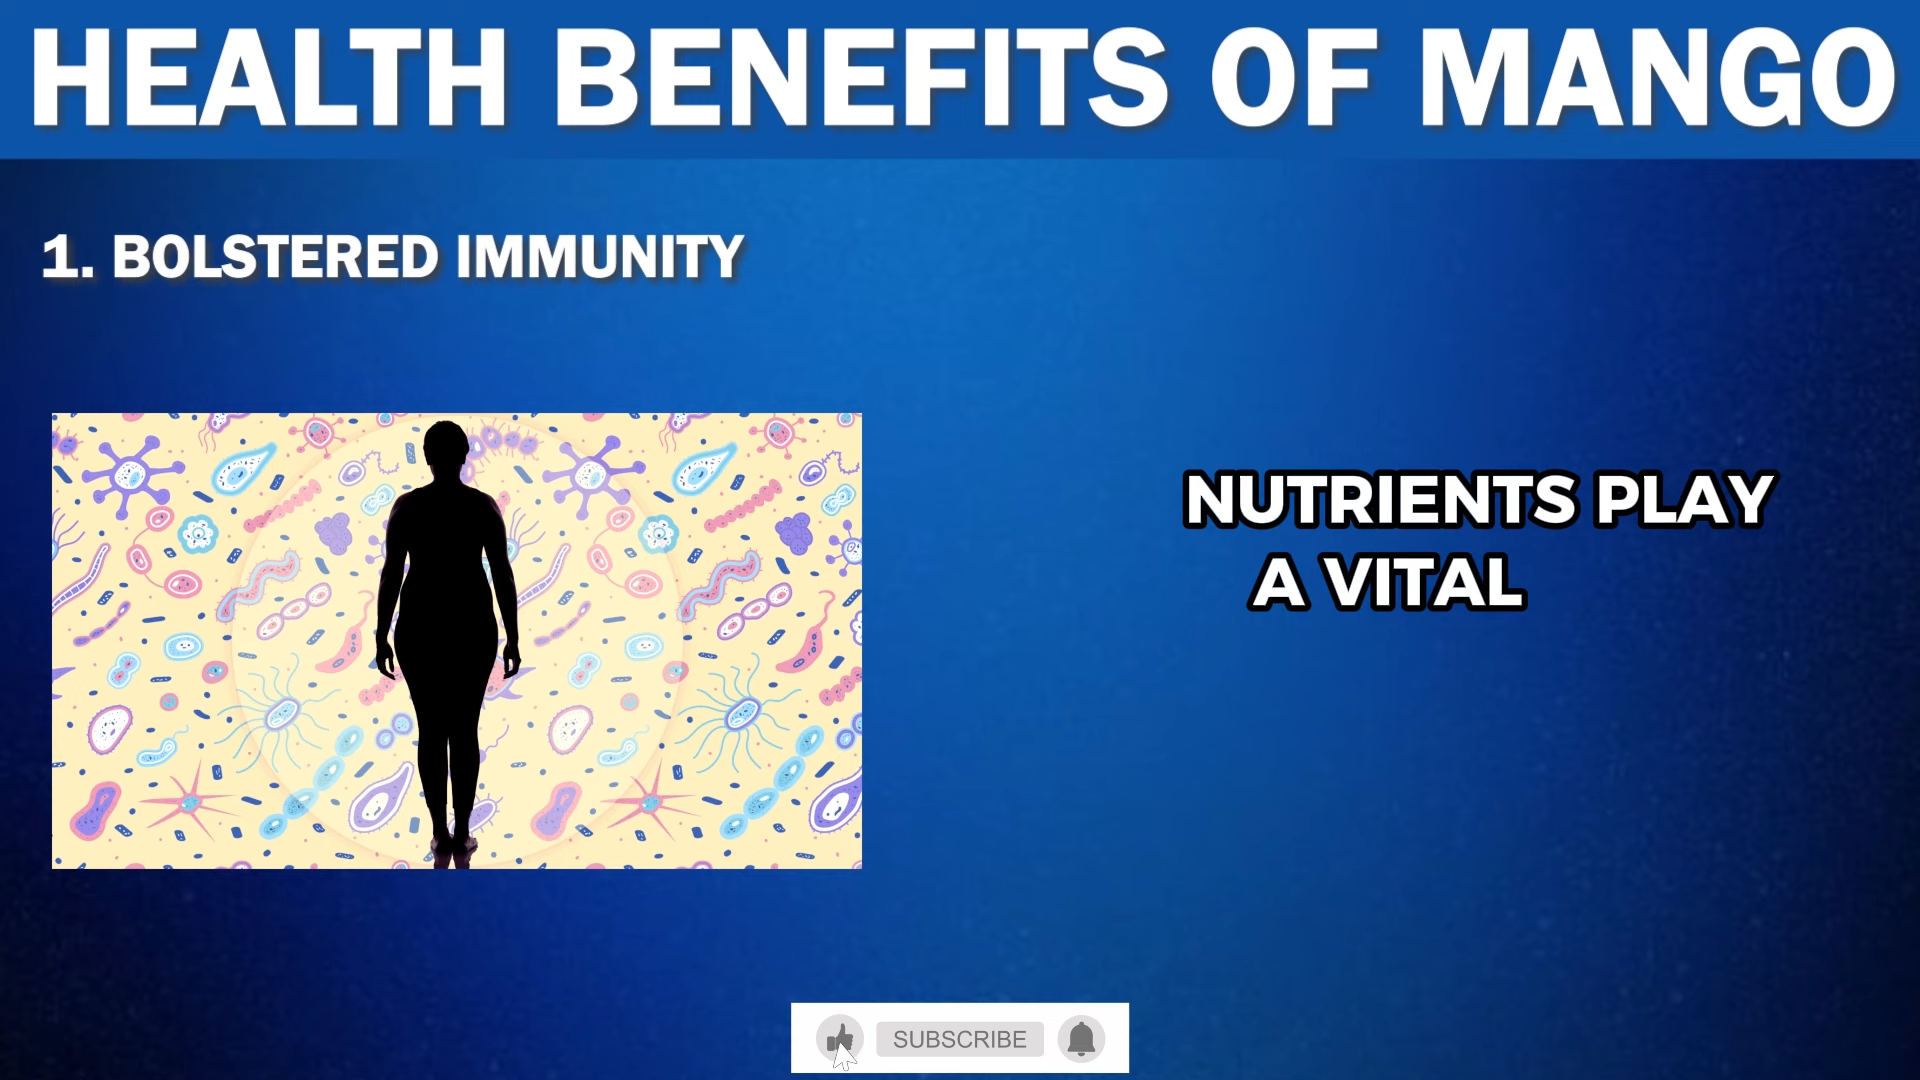 HEALTH BENEFITS OF MANGO
1. BOLSTERED IMMUNITY
NUTRIENTS PLAY
A VITAL
SUBSCRIBE